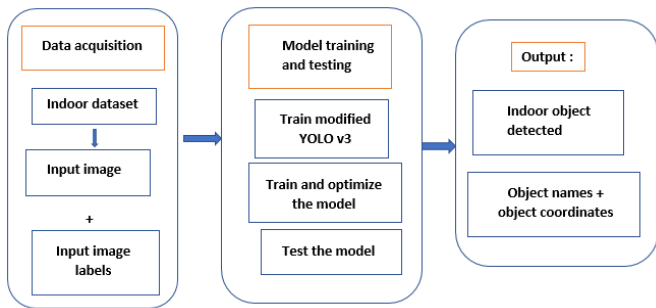 Data acquisition
Indoor dataset
Input image
+
Input image
labels
Model training
and testing
Train modified
YOLO v3
Train and optimize
the model
Test the model
Output :
Indoor object
detected
Object names +
object coordinates